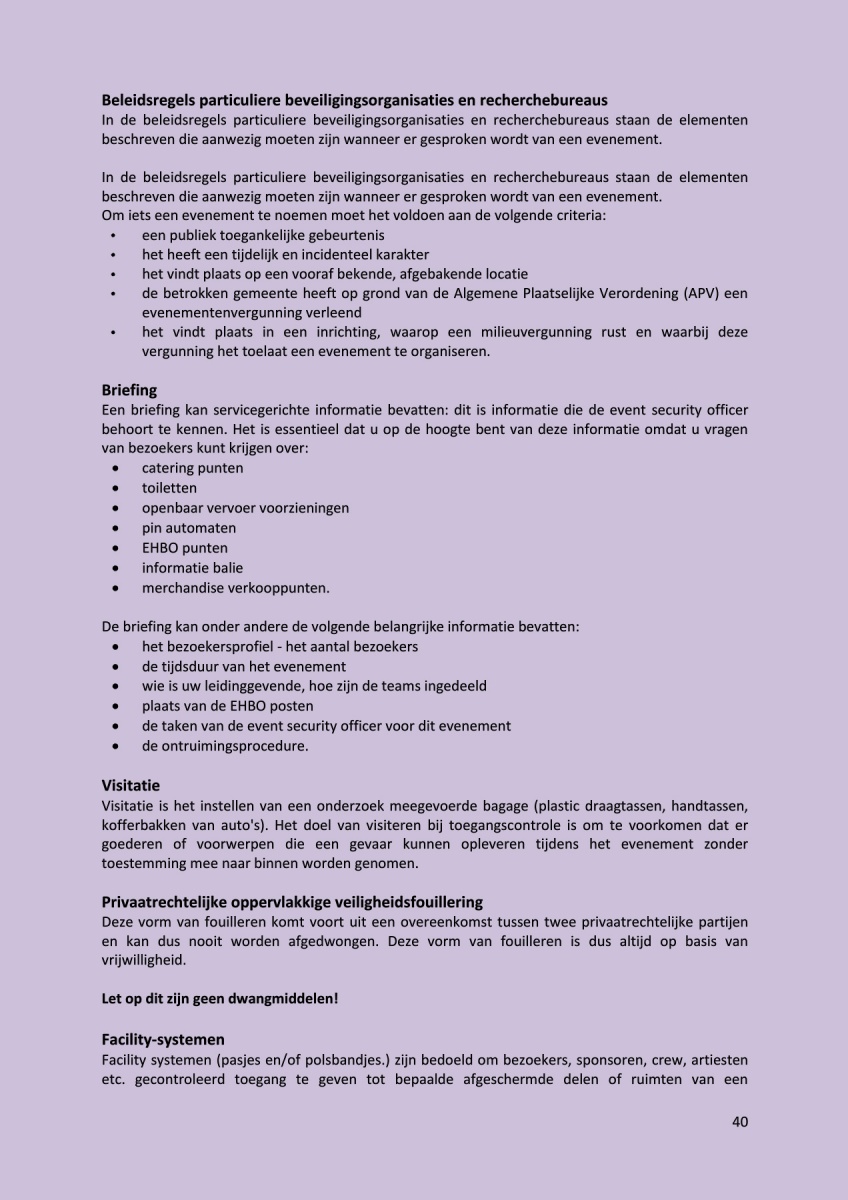 Beleidsregels particuliere beveiligingsorganisaties en recherchebureaus
In de beleidsregels particuliere beveiligingsorganisaties en recherchebureaus staan de elementen
beschreven die aanwezig moeten zijn wanneer er gesproken wordt van een evenement.
In de beleidsregels particuliere beveiligingsorganisaties en recherchebureaus staan de elementen
beschreven die aanwezig moeten zijn wanneer er gesproken wordt van een evenement.
Om iets een evenement te noemen moet het voldoen aan de volgende criteria:
• een publiek toegankelijke gebeurtenis
• het heeft een tijdelijk en incidenteel karakter
• het vindt plaats op een vooraf bekende, afgebakende locatie
• de betrokken gemeente heeft op grond van de Algemene Plaatselijke Verordening (APV) een
evenementenvergunning verleend
• het vindt plaats in een inrichting, waarop een milieuvergunning rust en waarbij deze
vergunning het toelaat een evenement te organiseren.
Briefing
Een briefing kan servicegerichte informatie bevatten: dit is informatie die de event security officer
behoort te kennen. Het is essentieel dat u op de hoogte bent van deze informatie omdat u vragen
van bezoekers kunt krijgen over:
• catering punten
• toiletten
• openbaar vervoer voorzieningen
• pin automaten
• EHBO punten
• informatie balie
• merchandise verkooppunten.
De briefing kan onder andere de volgende belangrijke informatie bevatten:
• het bezoekersprofiel - het aantal bezoekers
• de tijdsduur van het evenement
• wie is uw leidinggevende, hoe zijn de teams ingedeeld
• plaats van de EHBO posten
• de taken van de event security officer voor dit evenement
• de ontruimingsprocedure.
Visitatie
Visitatie is het instellen van een onderzoek meegevoerde bagage (plastic draagtassen, handtassen,
kofferbakken van auto's). Het doel van visiteren bij toegangscontrole is om te voorkomen dat er
goederen of voorwerpen die een gevaar kunnen opleveren tijdens het evenement zonder
toestemming mee naar binnen worden genomen.
Privaatrechtelijke oppervlakkige veiligheidsfouillering
Deze vorm van fouilleren komt voort uit een overeenkomst tussen twee privaatrechtelijke partijen
en kan dus nooit worden afgedwongen. Deze vorm van fouilleren is dus altijd op basis van
vrijwilligheid.
Let op dit zijn geen dwangmiddelen!
Facility-systemen
Facility systemen (pasjes en/of polsbandjes.) zijn bedoeld om bezoekers, sponsoren, crew, artiesten
etc. gecontroleerd toegang te geven tot bepaalde afgeschermde delen of ruimten van een
40